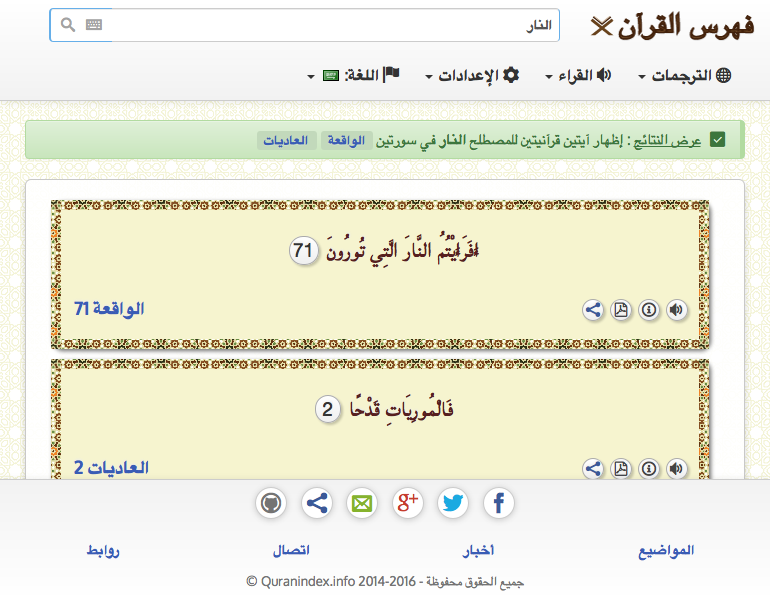 فهرس القرآن
النار
الترجمات
القراء
الإعدادات
اللغة:
عرض النتائج : إظهار آيتين قرآنيتين للمصطلح النار في سورتين الواقعة العاديات
أَفَرَأَيْتُمُ النَّارَ الَّتِي تُورُونَ 71
الواقعة 71
فَالْمُورِيَاتِ قَدْحًا 2
العاديات 2
g+
المواضيع
أخبار
اتصال
روابط
جميع الحقوق محفوظة - Quranindex.info 2014-2016 ©